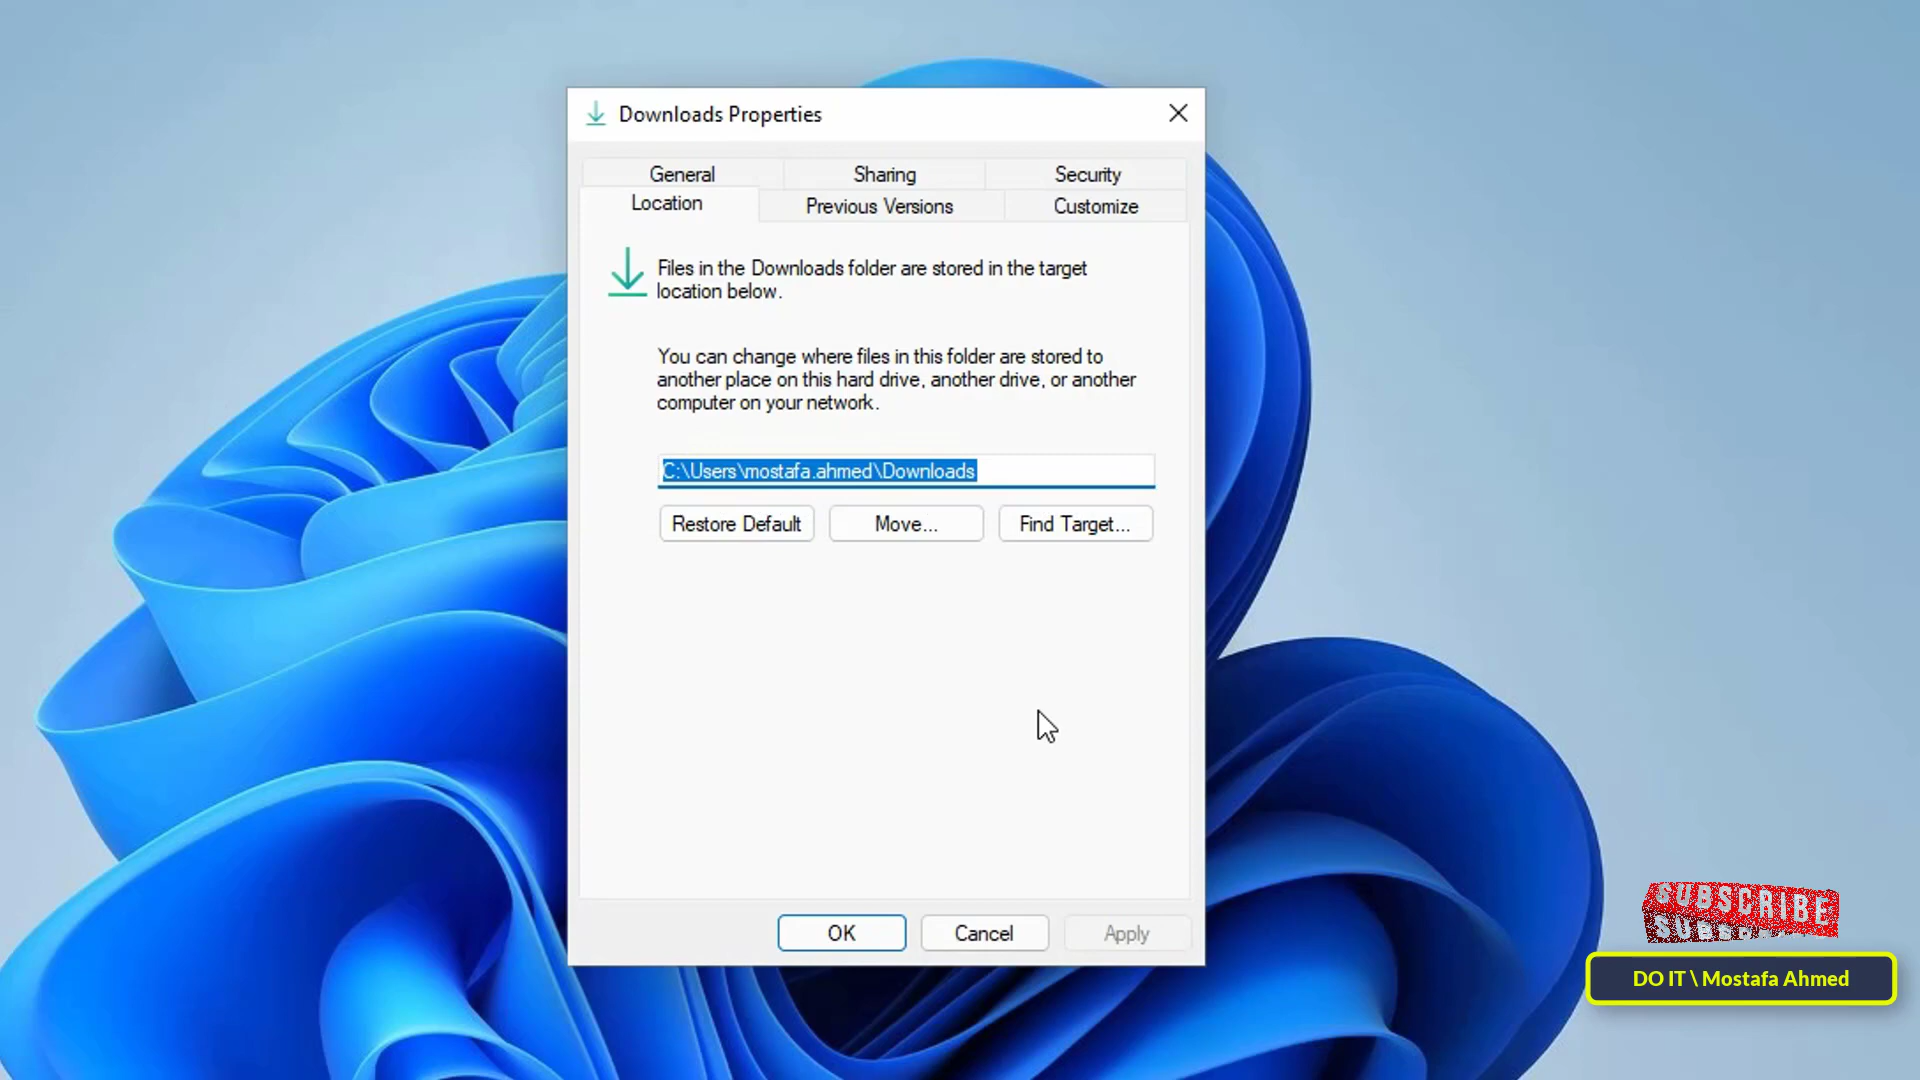 Downloads Properties
General Sharing Security
Location Previous Versions Customize
Files in the Downloads folder are stored in the target
location below.
You can change where files in this folder are stored to
another place on this hard drive, another drive, or another
computer on your network.
C:\Users\mostafa.ahmed\Downloads
Restore Default Move... Find Target...
OK Cancel Apply
SUBSCRIBE
DO IT \ Mostafa Ahmed